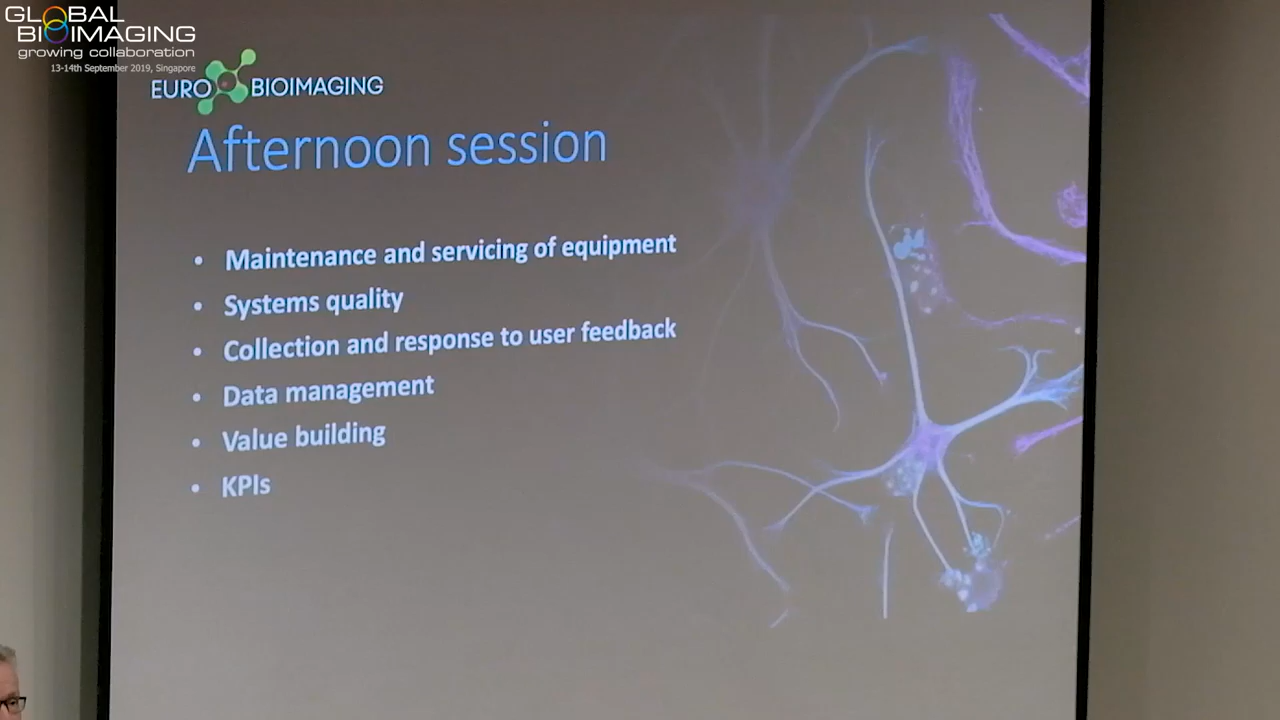 GLOBAL
BIOIMAGING
growing collaboration
13-14th September 2019, Singapore
EURO BIOIMAGING
Afternoon session
• Maintenance and servicing of equipment
• Systems quality
• Collection and response to user feedback
• Data management
• Value building
• KPIs